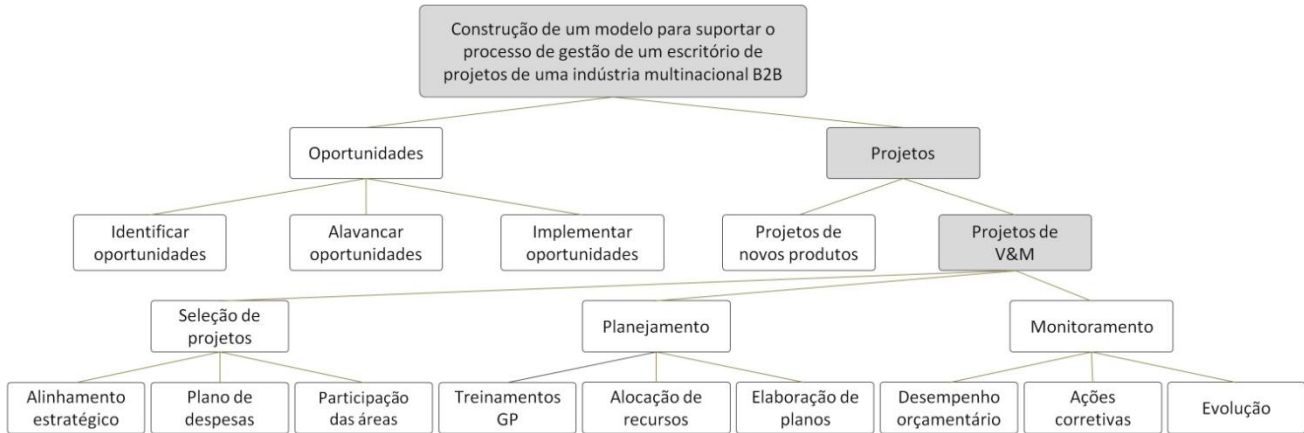 Construção de um modelo para suportar o
processo de gestão de um escritório de
projetos de uma indústria multinacional B2B
Oportunidades
Projetos
Identificar
oportunidades
Alavancar
oportunidades
Implementar
oportunidades
Projetos de
novos produtos
Projetos de
V&M
Seleção de
projetos
Planejamento
Monitoramento
Alinhamento
estratégico
Plano de
despesas
Participação
das áreas
Treinamentos
GP
Alocação de
recursos
Elaboração de
planos
Desempenho
orçamentário
Ações
corretivas
Evolução